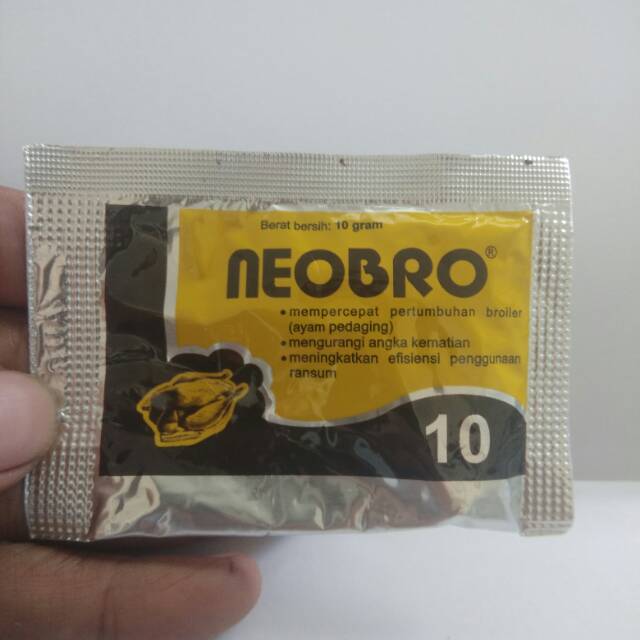 Berat bersih: 10 gram
NEOBRO®
• mempercepat pertumbuhan broiler
(ayam pedaging)
• mengurangi angka kematian
• meningkatkan efisiensi penggunaan
ransum
10